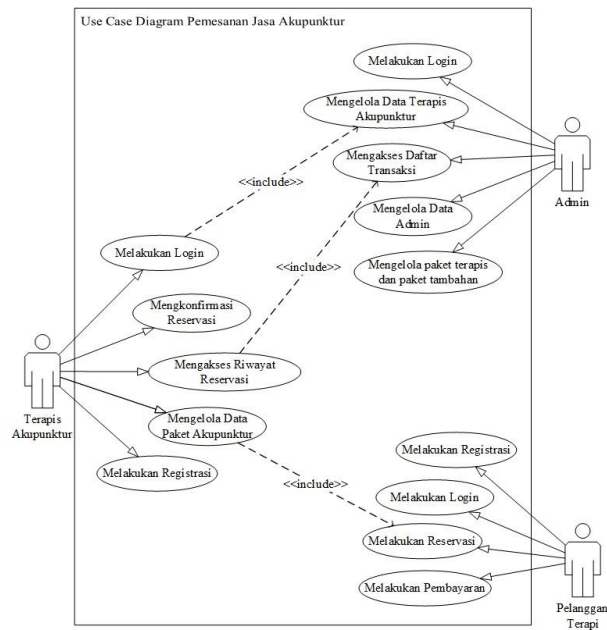 Use Case Diagram Pemesanan Jasa Akupunktur
Melakukan Login
Mengelola Data Terapis
Akupunktur
Mengakses Daftar
Transaksi
<<include>>
Admin
Mengelola Data
Admin
Melakukan Login
<<include>>
Mengelola paket terapis
dan paket tambahan
Mengkonfirmasi
Reservasi
Mengakses Riwayat
Reservasi
Terapis
Akupunktur
Mengelola Data
Paket Akupunktur
Melakukan Registrasi
Melakukan Registrasi
<<include>>
Melakukan Login
Melakukan Reservasi
Melakukan Pembayaran
Pelanggan
Terapi